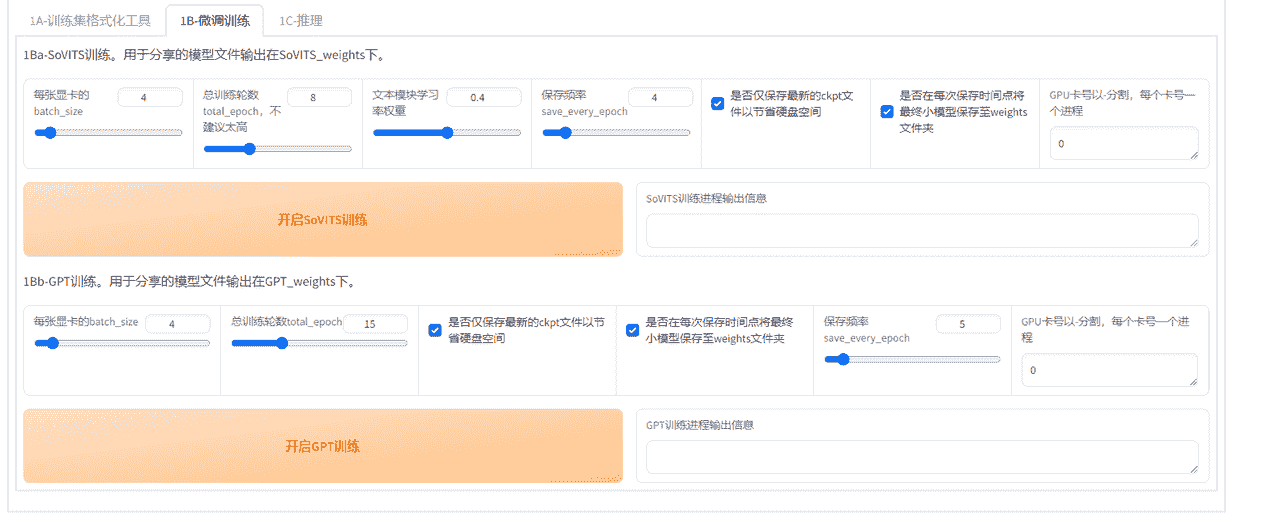 1A-训练集格式化工具
1B-微调训练
1C-推理
1Ba-SoVITS训练。用于分享的模型文件输出在SoVITS_weights下。
每张显卡的
batch_size
4
总训练轮数
total_epoch，不
建议太高
8
文本模块学习
率权重
0.4
保存频率
save_every_epoch
4
是否仅保存最新的ckpt文
件以节省硬盘空间
是否在每次保存时间点将
最终小模型保存至weights
文件夹
GPU卡号以-分割，每个卡号一
个进程
0
开启SoVITS训练
SoVITS训练进程输出信息
1Bb-GPT训练。用于分享的模型文件输出在GPT_weights下。
每张显卡的batch_size
4
总训练轮数total_epoch
15
是否仅保存最新的ckpt文件以节
省硬盘空间
是否在每次保存时间点将最终
小模型保存至weights文件夹
保存频率
save_every_epoch
5
GPU卡号以-分割，每个卡号一个进
程
0
开启GPT训练
GPT训练进程输出信息